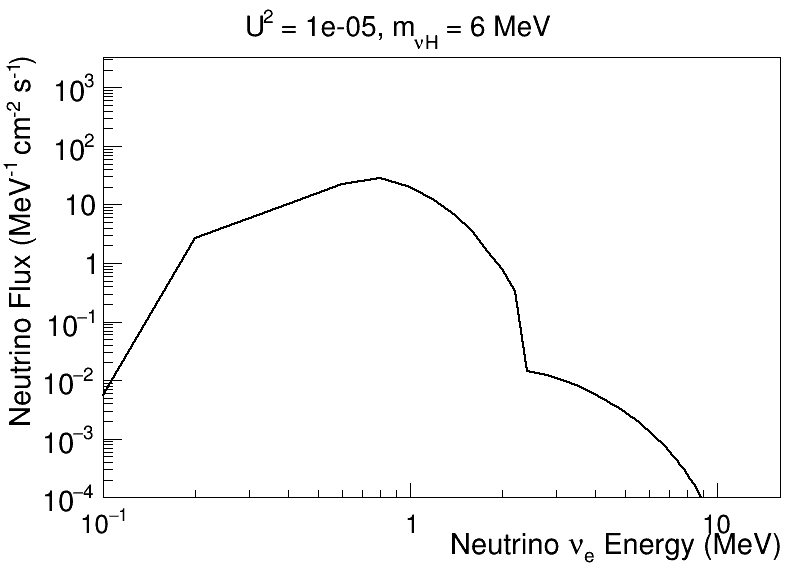 U² = 1e-05, m_νH = 6 MeV
Neutrino Flux (MeV⁻¹ cm⁻² s⁻¹)
10³
10²
10
1
10⁻¹
10⁻²
10⁻³
10⁻⁴
10⁻¹ 1 10
Neutrino νₑ Energy (MeV)